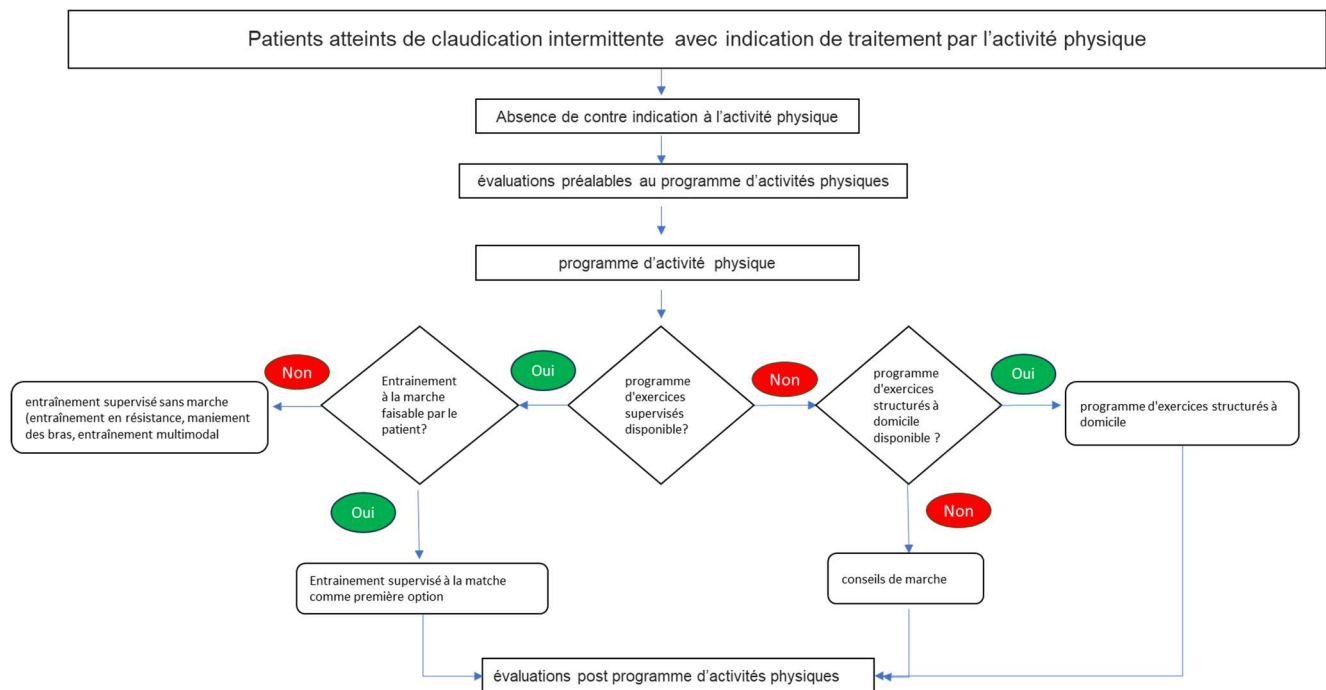 Patients atteints de claudication intermittente avec indication de traitement par l'activité physique
Absence de contre indication à l'activité physique
évaluations préalables au programme d'activités physiques
programme d'activité physique
Non
Entrainement
à la marche
faisable par le
patient?
Oui
programme
d'exercices
supervisés
disponible?
Non
programme
d'exercices
structurés à
domicile
disponible ?
Oui
entraînement supervisé sans marche
(entraînement en résistance, maniement
des bras, entraînement multimodal
programme d'exercices structurés à
domicile
Oui
Non
Entrainement supervisé à la matche
comme première option
conseils de marche
évaluations post programme d'activités physiques